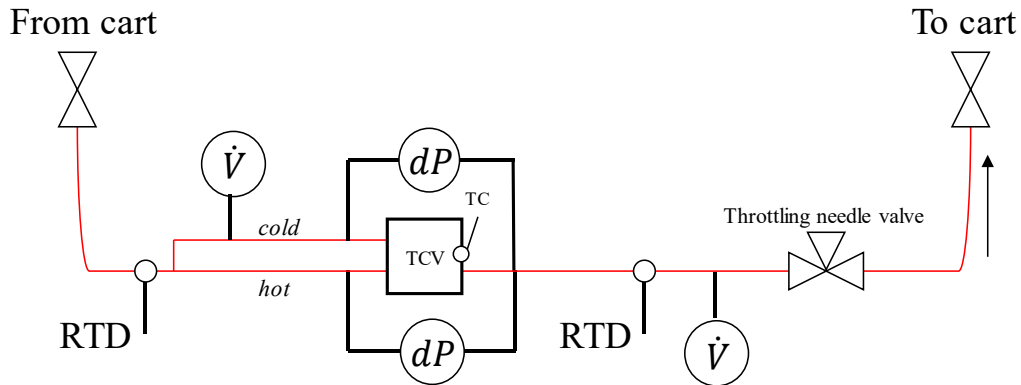 From cart
To cart
V̇
dP
TC
Throttling needle valve
cold
TCV
hot
RTD
dP
RTD
V̇